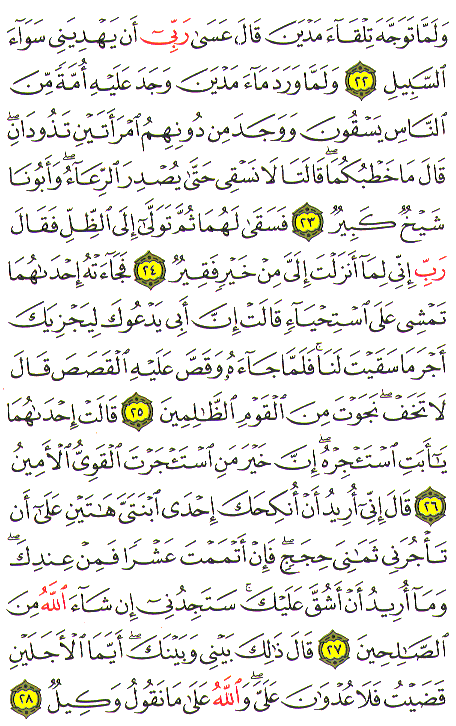 وَلَمَّا تَوَجَّهَ تِلْقَآءَ مَدْيَنَ قَالَ عَسَىٰ رَبِّىٓ أَن يَهْدِيَنِى سَوَآءَ
ٱلسَّبِيلِ ٢٢ وَلَمَّا وَرَدَ مَآءَ مَدْيَنَ وَجَدَ عَلَيْهِ أُمَّةً مِّنَ
ٱلنَّاسِ يَسْقُونَ وَوَجَدَ مِن دُونِهِمُ ٱمْرَأَتَيْنِ تَذُودَانِۖ
قَالَ مَا خَطْبُكُمَاۖ قَالَتَا لَا نَسْقِى حَتَّىٰ يُصْدِرَ ٱلرِّعَآءُۖ وَأَبُونَا
شَيْخٌ كَبِيرٌ ٢٣ فَسَقَىٰ لَهُمَا ثُمَّ تَوَلَّىٰٓ إِلَى ٱلظِّلِّ فَقَالَ
رَبِّ إِنِّى لِمَآ أَنزَلْتَ إِلَىَّ مِنْ خَيْرٍ فَقِيرٌ ٢٤ فَجَآءَتْهُ إِحْدَىٰهُمَا
تَمْشِى عَلَى ٱسْتِحْيَآءٍ قَالَتْ إِنَّ أَبِى يَدْعُوكَ لِيَجْزِيَكَ
أَجْرَ مَا سَقَيْتَ لَنَاۚ فَلَمَّا جَآءَهُۥ وَقَصَّ عَلَيْهِ ٱلْقَصَصَ قَالَ
لَا تَخَفْۖ نَجَوْتَ مِنَ ٱلْقَوْمِ ٱلظَّٰلِمِينَ ٢٥ قَالَتْ إِحْدَىٰهُمَا
يَٰٓأَبَتِ ٱسْتَـْٔجِرْهُۖ إِنَّ خَيْرَ مَنِ ٱسْتَـْٔجَرْتَ ٱلْقَوِىُّ ٱلْأَمِينُ
٢٦ قَالَ إِنِّىٓ أُرِيدُ أَنْ أُنكِحَكَ إِحْدَى ٱبْنَتَىَّ هَٰتَيْنِ عَلَىٰٓ أَن
تَأْجُرَنِى ثَمَٰنِىَ حِجَجٍۖ فَإِنْ أَتْمَمْتَ عَشْرًا فَمِنْ عِندِكَۖ
وَمَآ أُرِيدُ أَنْ أَشُقَّ عَلَيْكَۚ سَتَجِدُنِىٓ إِن شَآءَ ٱللَّهُ مِنَ
ٱلصَّٰلِحِينَ ٢٧ قَالَ ذَٰلِكَ بَيْنِى وَبَيْنَكَۖ أَيَّمَا ٱلْأَجَلَيْنِ
قَضَيْتُ فَلَا عُدْوَٰنَ عَلَىَّۖ وَٱللَّهُ عَلَىٰ مَا نَقُولُ وَكِيلٌ ٢٨